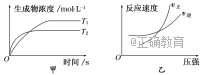 生成物浓度/mol·L⁻¹
T₁
T₂
O
时间/s
甲
反应速度
v正
v逆
O
压强
乙
@正确教育